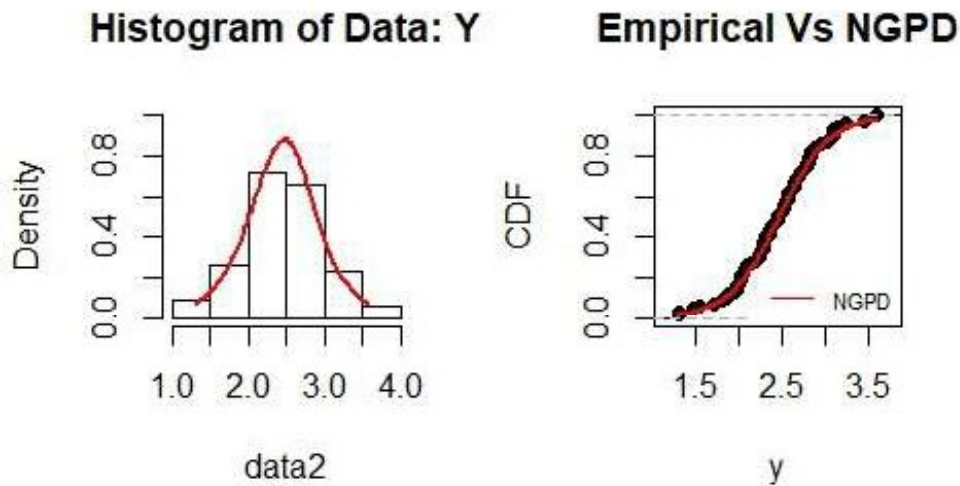 Histogram of Data: Y
Density
0.0 0.4 0.8
1.0 2.0 3.0 4.0
data2
Empirical Vs NGPD
CDF
0.0 0.4 0.8
NGPD
1.5 2.5 3.5
y